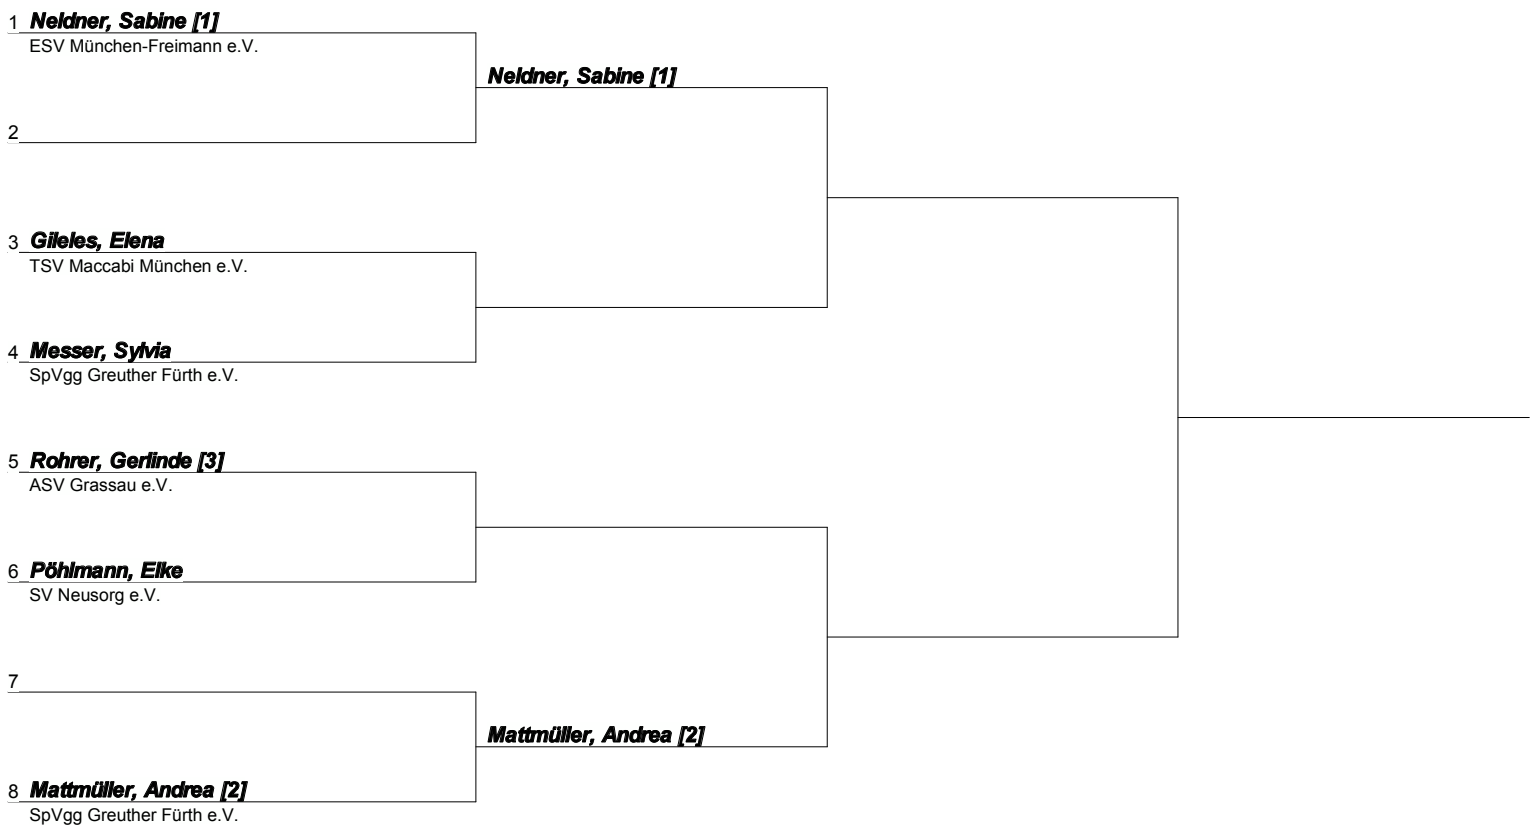 1 Neldner, Sabine [1]
ESV München-Freimann e.V.
Neldner, Sabine [1]
2
3 Gileles, Elena
TSV Maccabi München e.V.
4 Messer, Sylvia
SpVgg Greuther Fürth e.V.
5 Rohrer, Gerlinde [3]
ASV Grassau e.V.
6 Pöhlmann, Elke
SV Neusorg e.V.
7
Mattmüller, Andrea [2]
8 Mattmüller, Andrea [2]
SpVgg Greuther Fürth e.V.